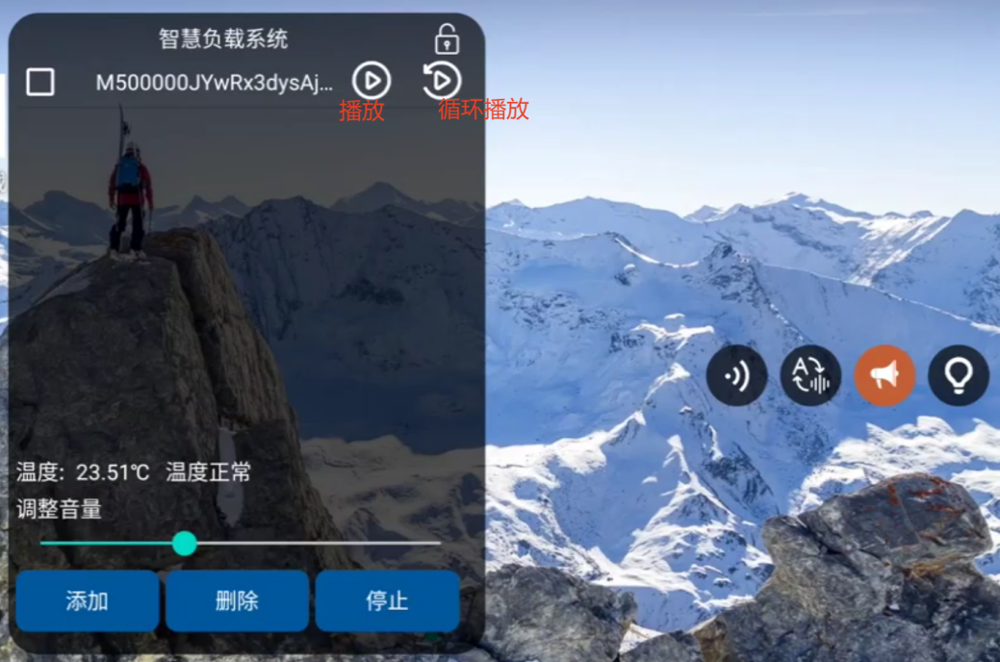 智慧负载系统
M500000JYwRx3dysAj...
播放
循环播放
温度: 23.51℃ 温度正常
调整音量
添加
删除
停止
A